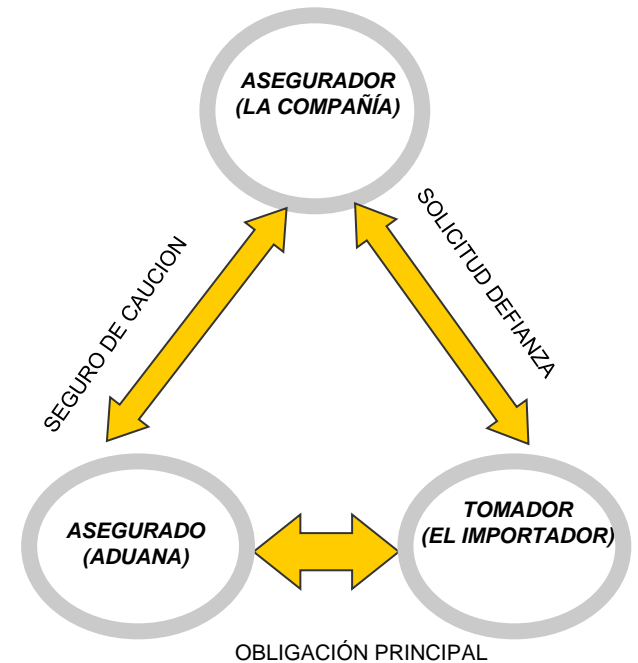 ASEGURADOR
(LA COMPAÑÍA)
SEGURO DE CAUCION
SOLICITUD DEFIANZA
ASEGURADO
(ADUANA)
TOMADOR
(EL IMPORTADOR)
OBLIGACIÓN PRINCIPAL